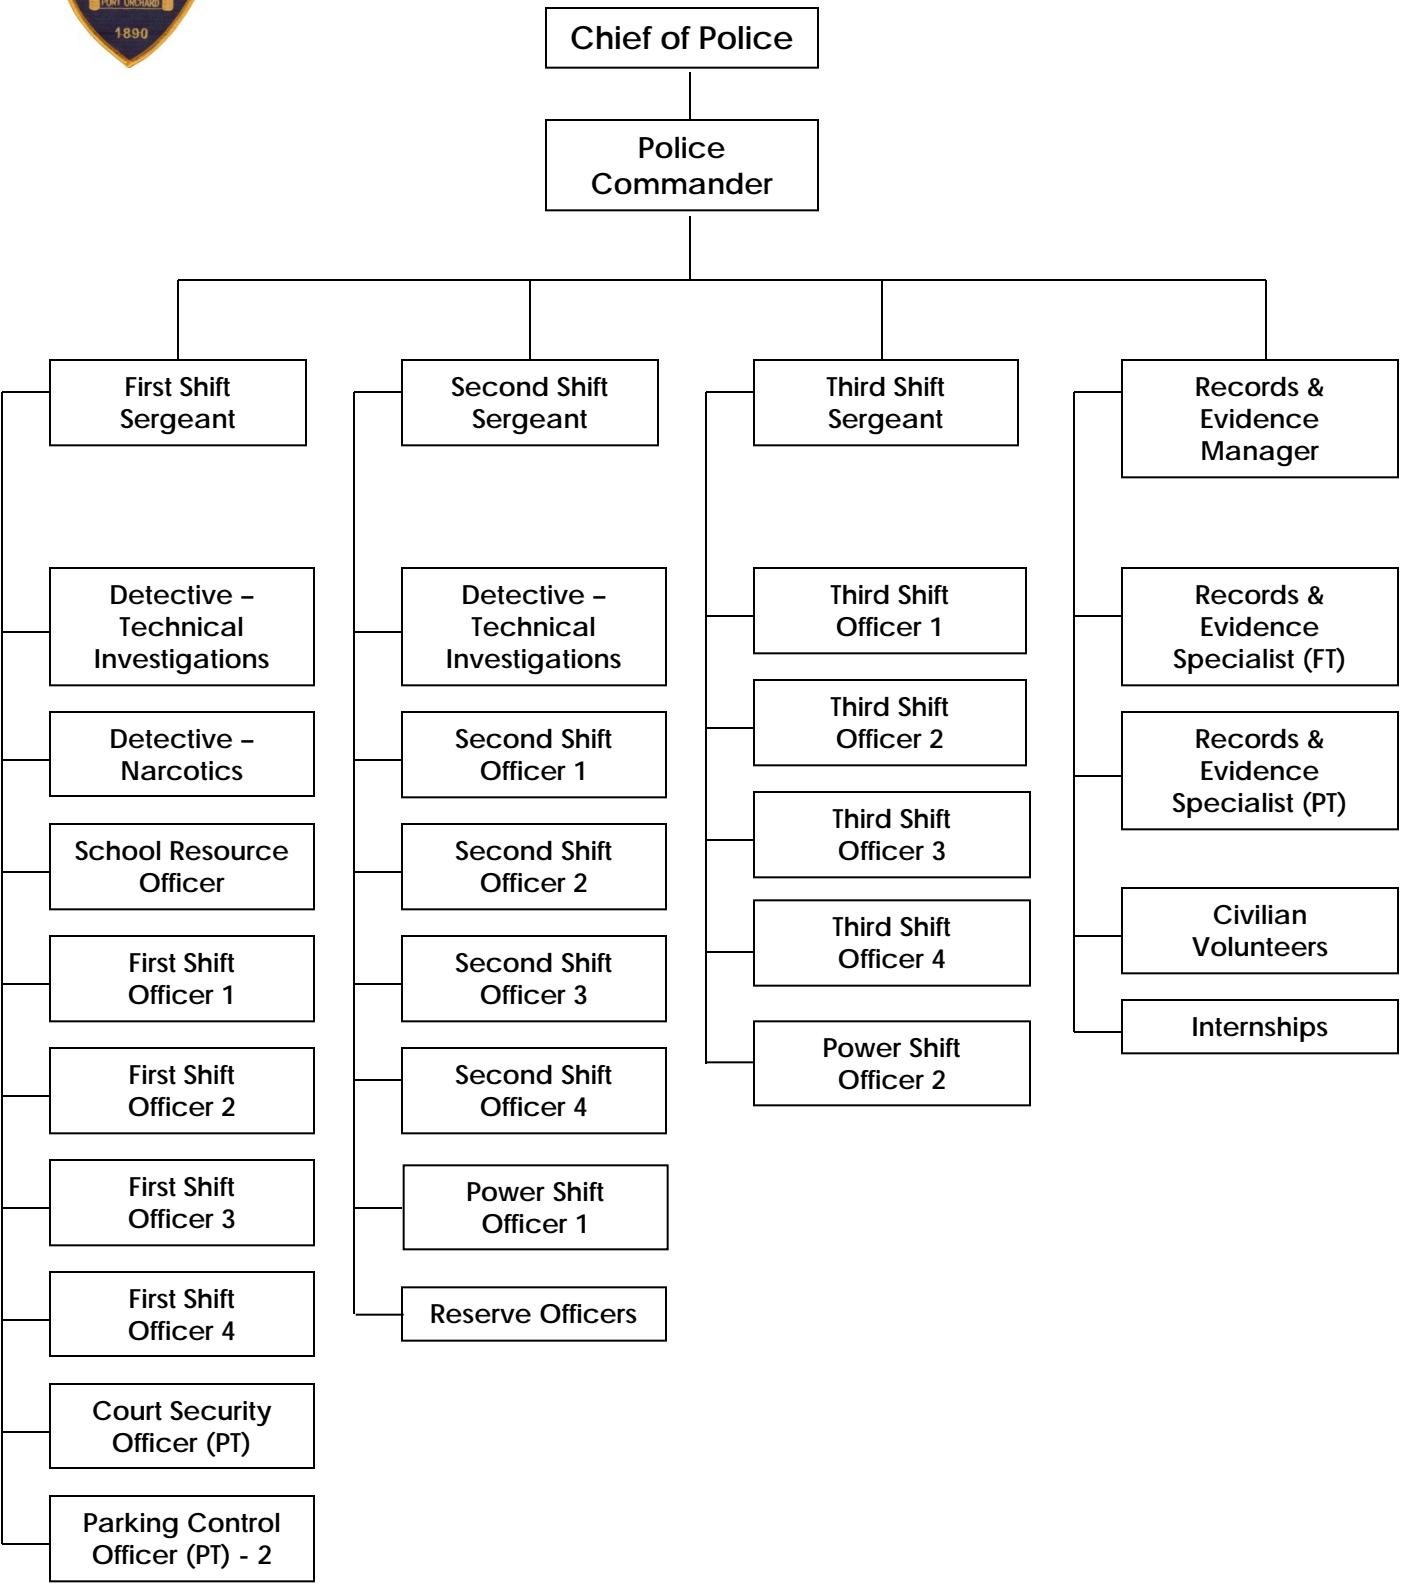 PORT ORCHARD
1890
Chief of Police
Police
Commander
First Shift
Sergeant
Detective –
Technical
Investigations
Detective –
Narcotics
School Resource
Officer
First Shift
Officer 1
First Shift
Officer 2
First Shift
Officer 3
First Shift
Officer 4
Court Security
Officer (PT)
Parking Control
Officer (PT) - 2
Second Shift
Sergeant
Detective –
Technical
Investigations
Second Shift
Officer 1
Second Shift
Officer 2
Second Shift
Officer 3
Second Shift
Officer 4
Power Shift
Officer 1
Reserve Officers
Third Shift
Sergeant
Third Shift
Officer 1
Third Shift
Officer 2
Third Shift
Officer 3
Third Shift
Officer 4
Power Shift
Officer 2
Records &
Evidence
Manager
Records &
Evidence
Specialist (FT)
Records &
Evidence
Specialist (PT)
Civilian
Volunteers
Internships